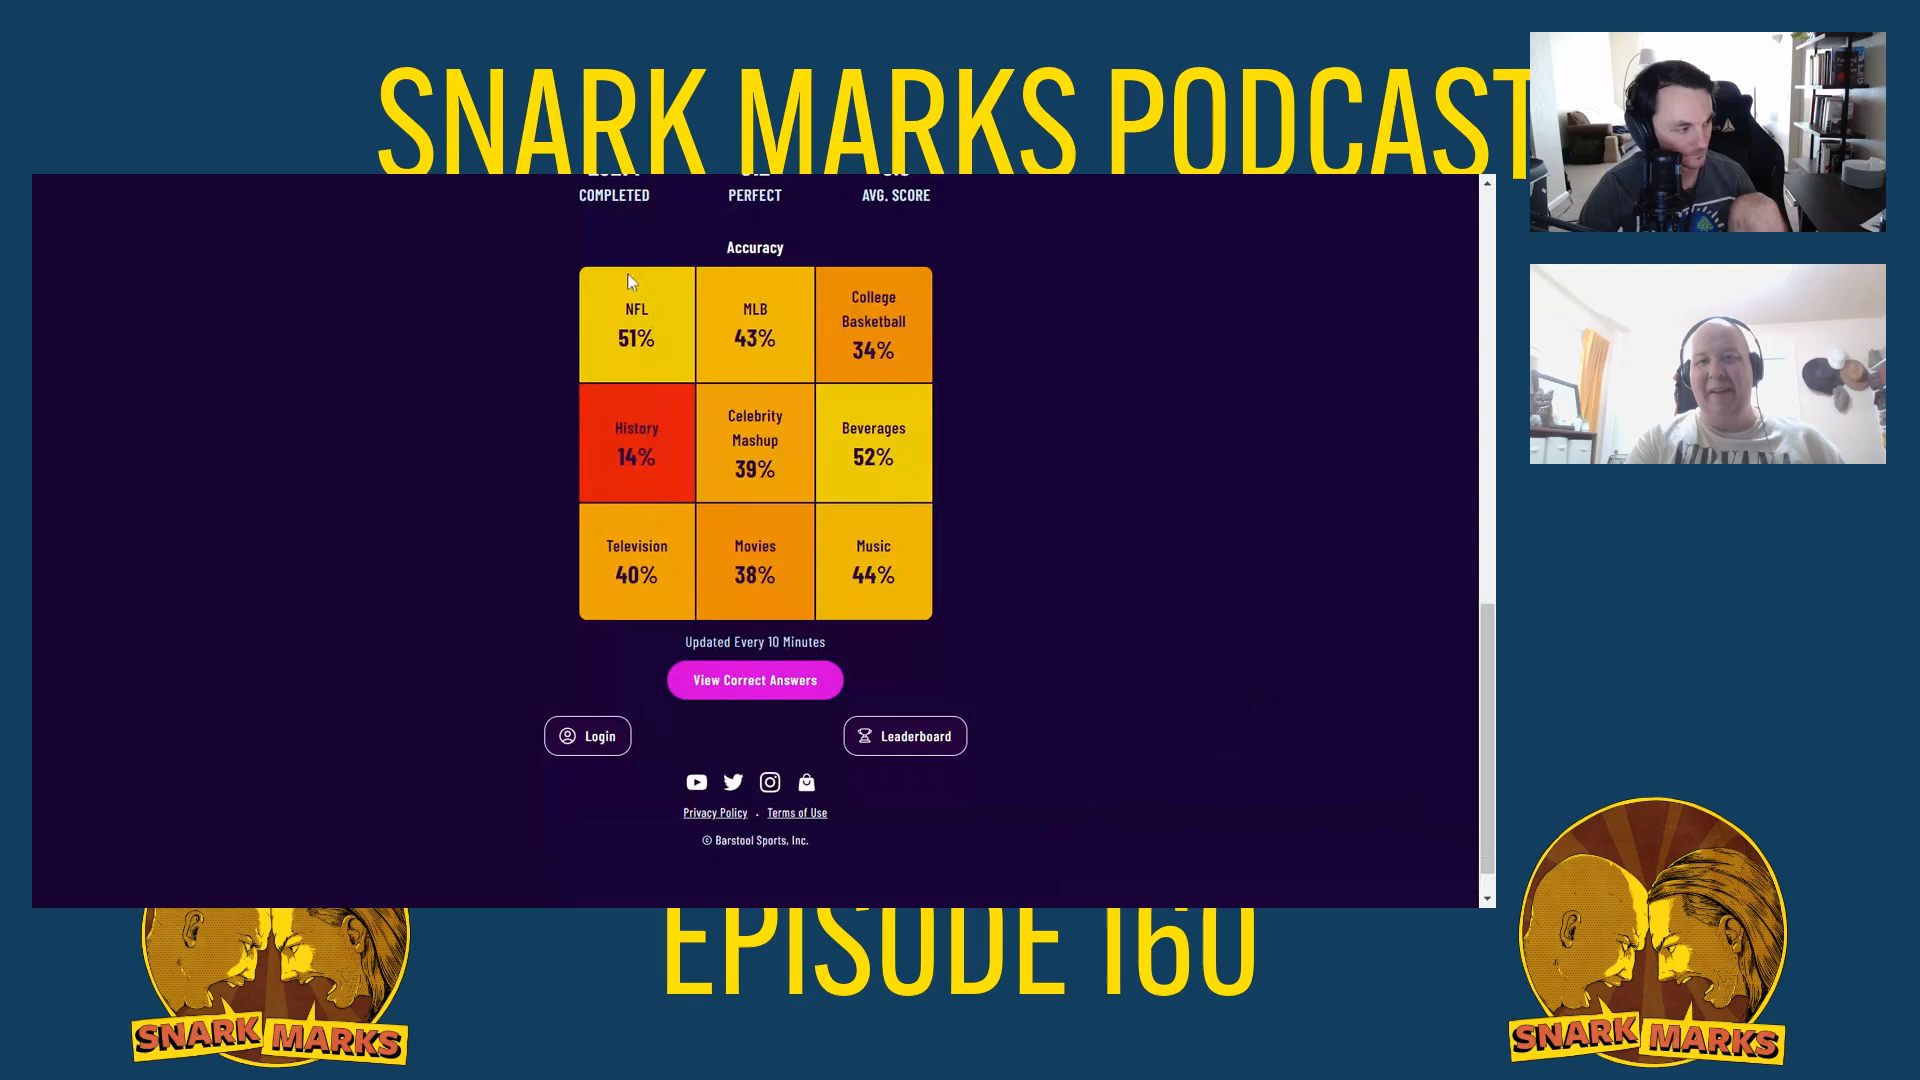 SNARK MARKS PODCAST
COMPLETED PERFECT AVG. SCORE
Accuracy
NFL
51%
MLB
43%
College
Basketball
34%
History
14%
Celebrity
Mashup
39%
Beverages
52%
Television
40%
Movies
38%
Music
44%
Updated Every 10 Minutes
View Correct Answers
Login
Leaderboard
Privacy Policy . Terms of Use
© Barstool Sports, Inc.
NIRVANA
EPISODE 160
SNARK MARKS
SNARK MARKS